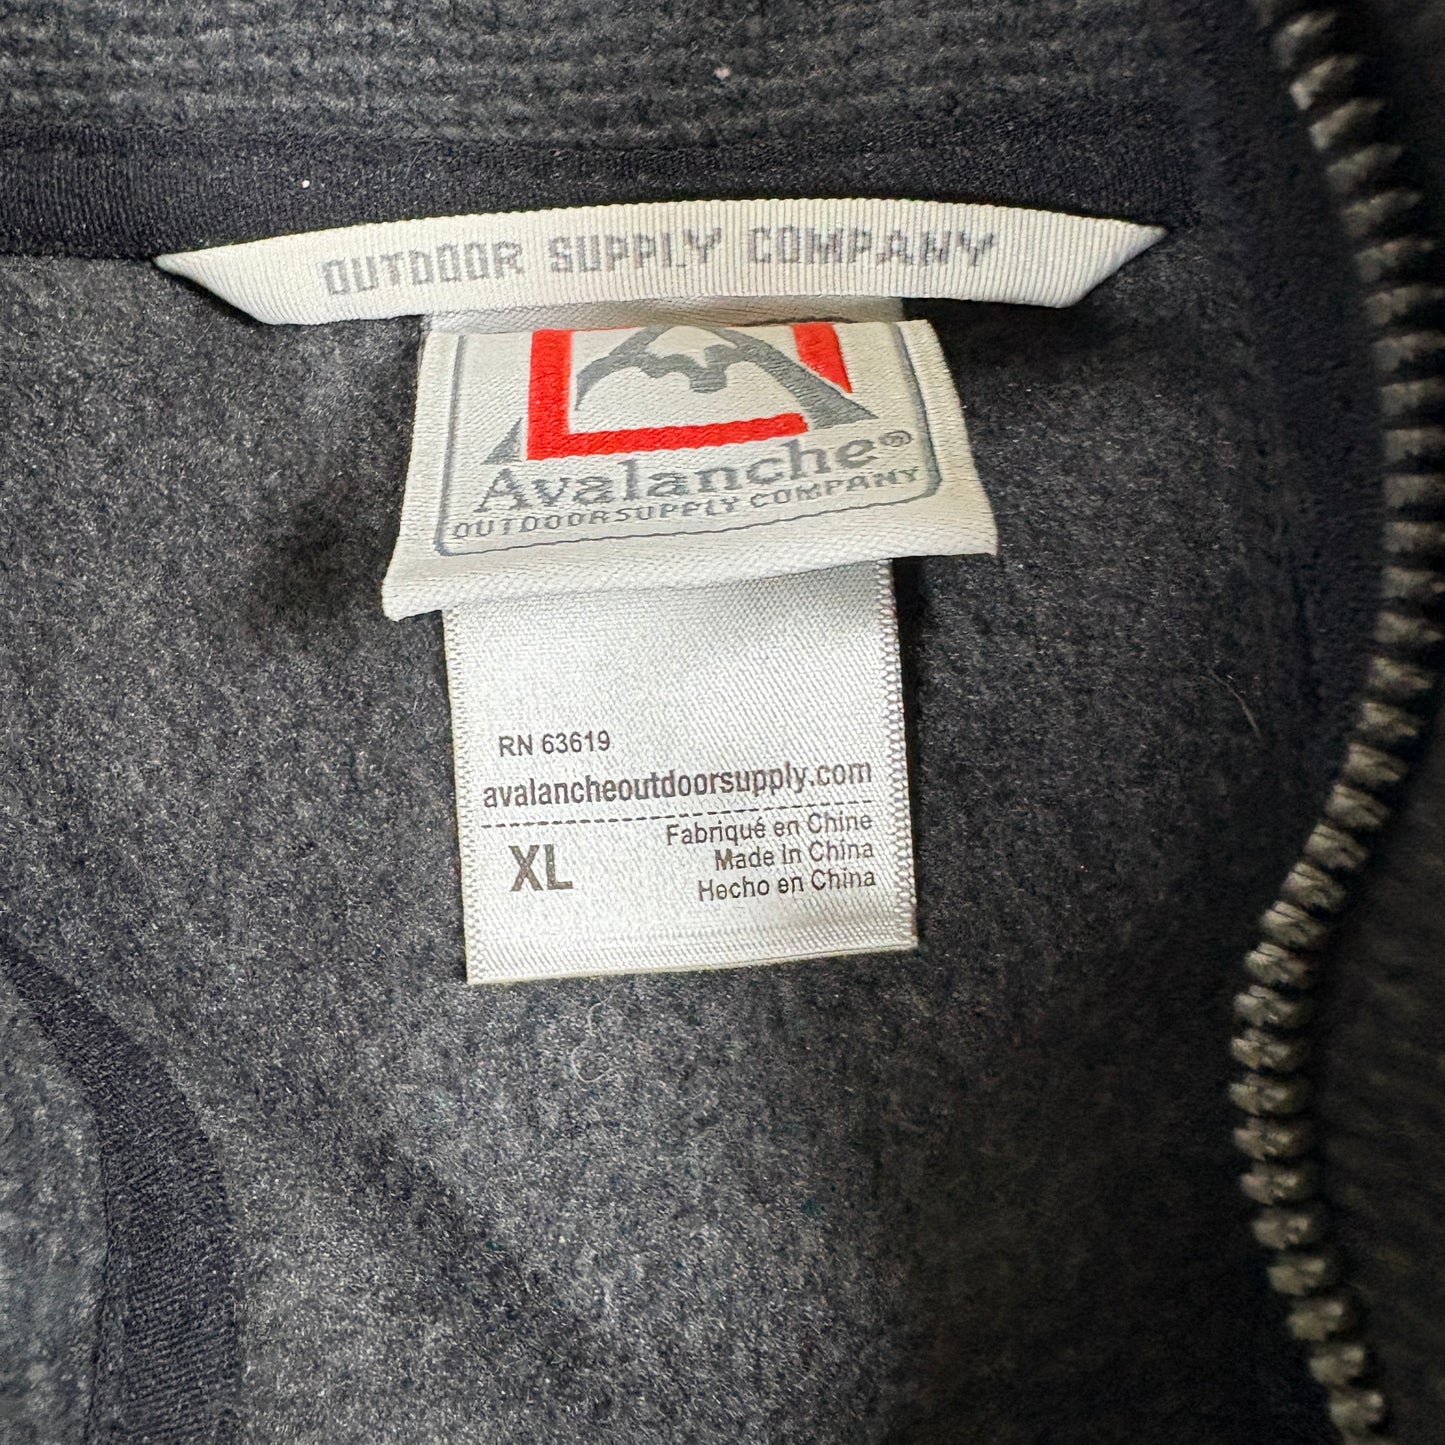 OUTDOOR SUPPLY COMPANY
Avalanche®
OUTDOOR SUPPLY COMPANY
RN 63619
avalancheoutdoorsupply.com
XL
Fabriqué en Chine
Made in China
Hecho en China